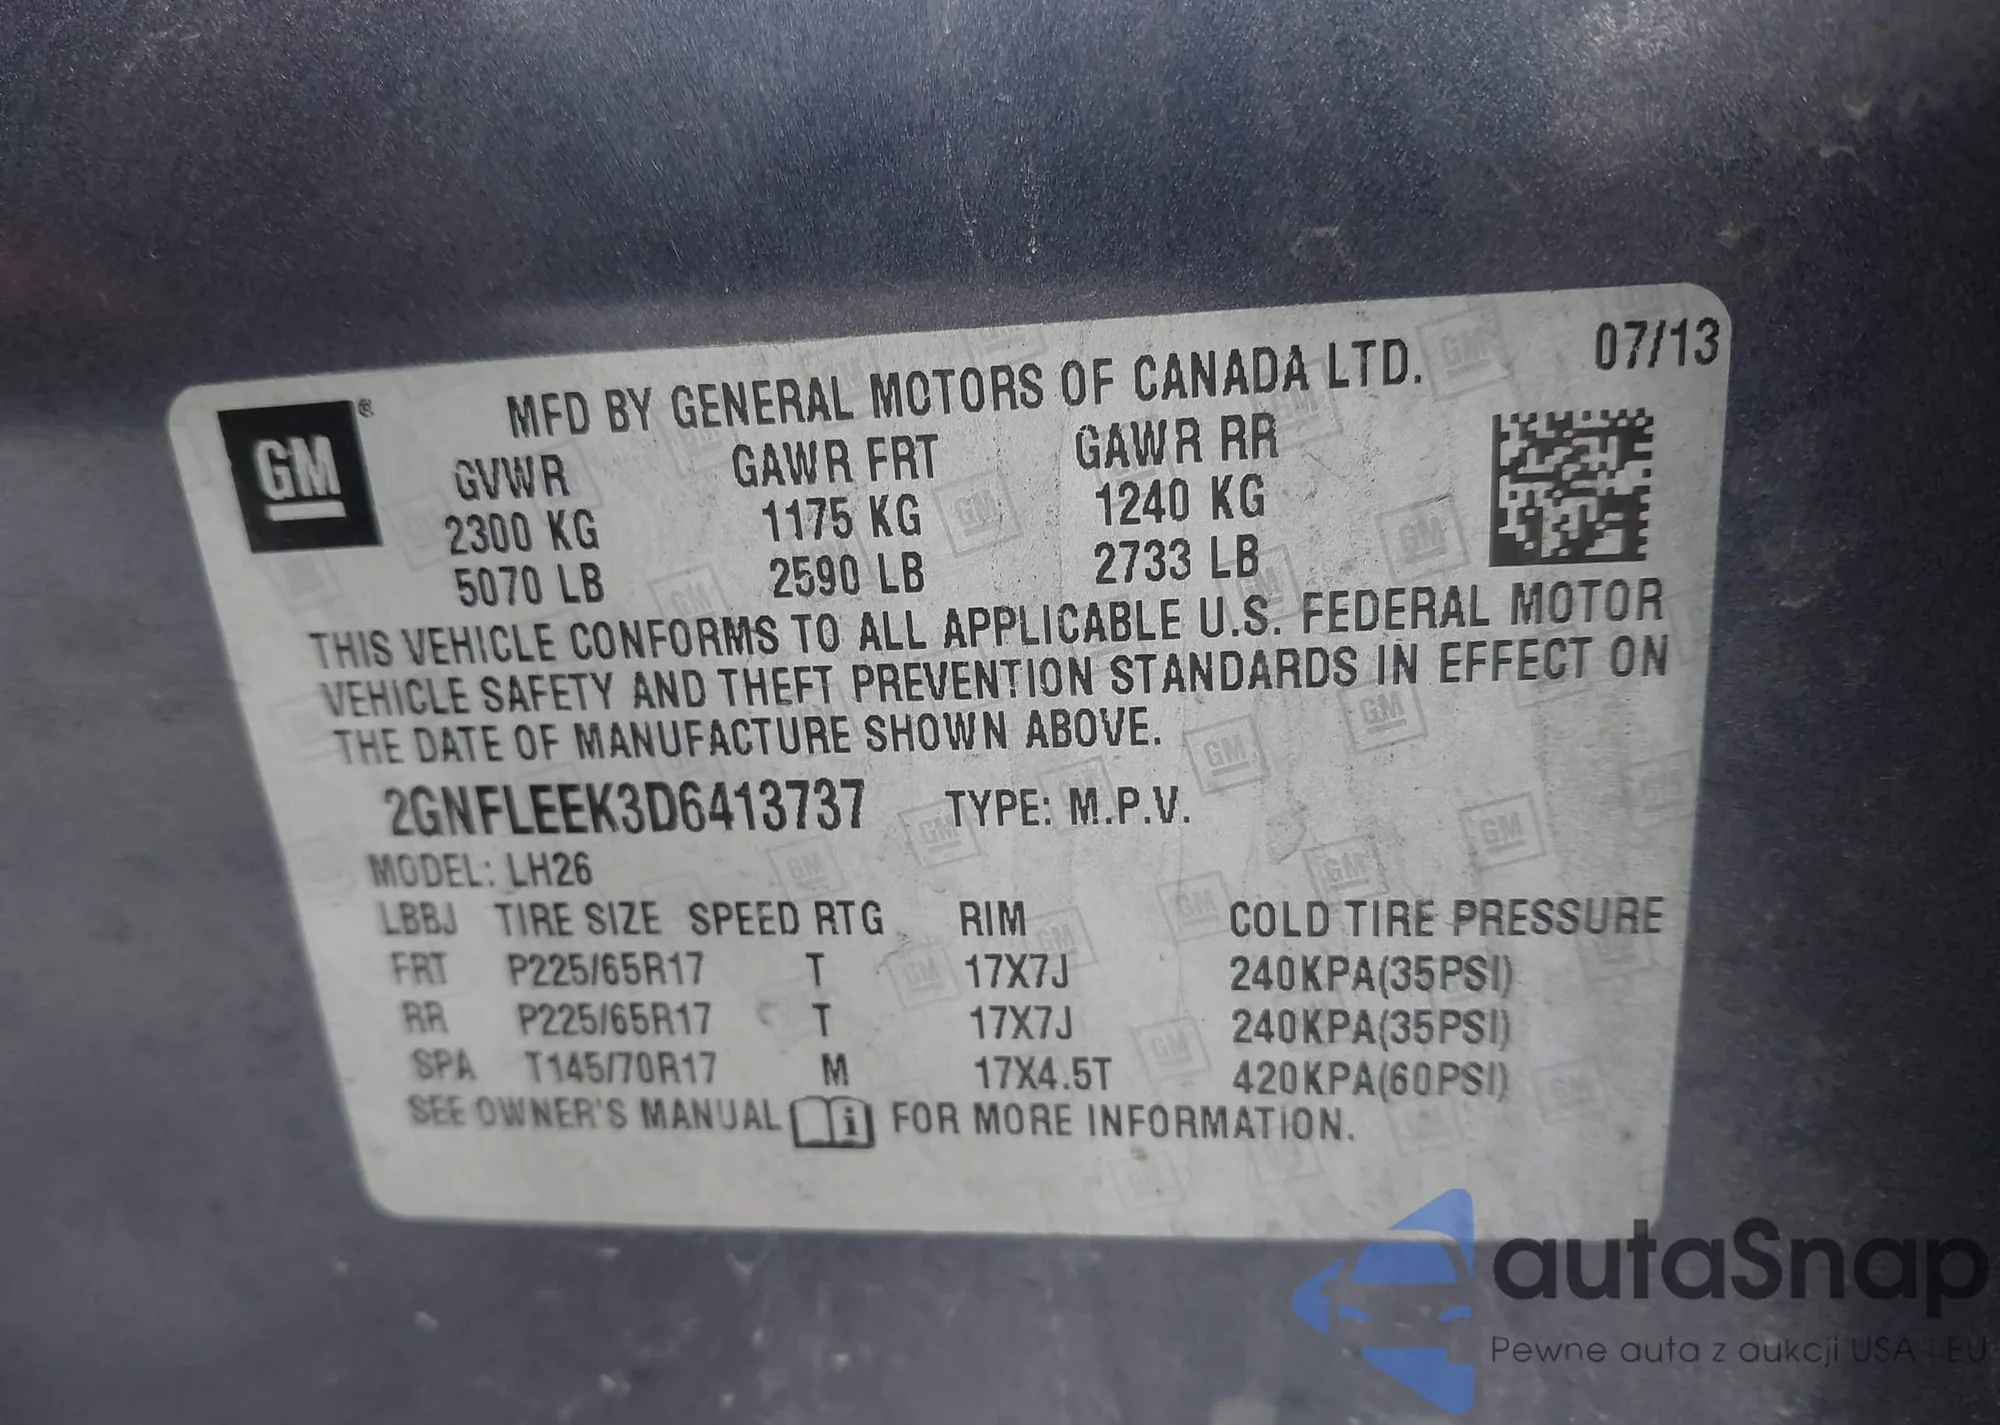 07/13
MFD BY GENERAL MOTORS OF CANADA LTD.
GM ®
GVWR GAWR FRT GAWR RR
2300 KG 1175 KG 1240 KG
5070 LB 2590 LB 2733 LB
THIS VEHICLE CONFORMS TO ALL APPLICABLE U.S. FEDERAL MOTOR
VEHICLE SAFETY AND THEFT PREVENTION STANDARDS IN EFFECT ON
THE DATE OF MANUFACTURE SHOWN ABOVE.
2GNFLEEK3D6413737 TYPE: M.P.V.
MODEL: LH26
LBBJ TIRE SIZE SPEED RTG RIM COLD TIRE PRESSURE
FRT P225/65R17 T 17X7J 240KPA(35PSI)
RR P225/65R17 T 17X7J 240KPA(35PSI)
SPA T145/70R17 M 17X4.5T 420KPA(60PSI)
SEE OWNER'S MANUAL i FOR MORE INFORMATION.
autaSnap
Pewne auta z aukcji USA i EU